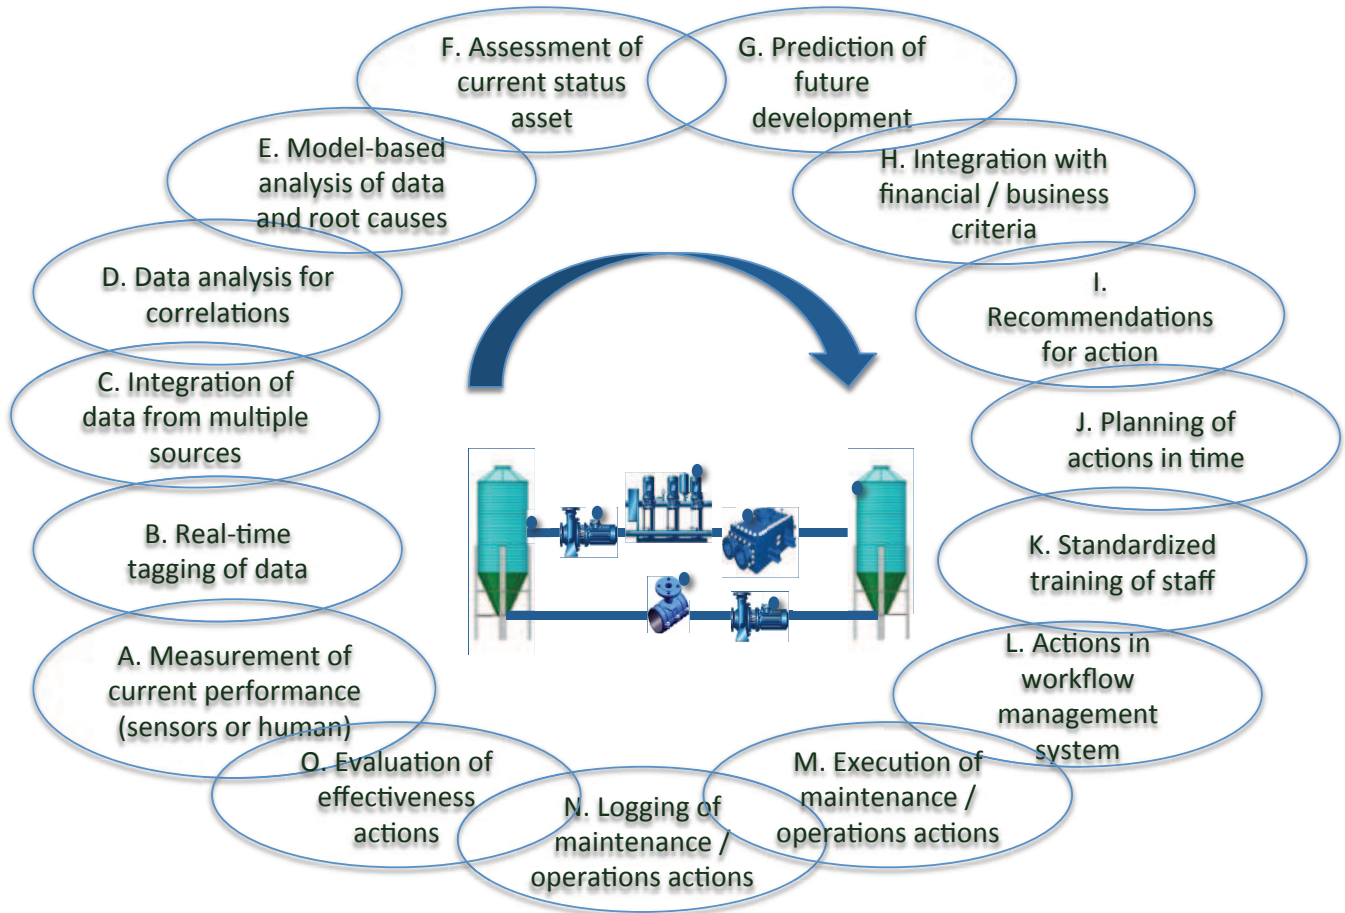 F. Assessment of
current status
asset
G. Prediction of
future
development
E. Model-based
analysis of data
and root causes
H. Integration with
financial / business
criteria
D. Data analysis for
correlations
I.
Recommendations
for action
C. Integration of
data from multiple
sources
J. Planning of
actions in time
B. Real-time
tagging of data
K. Standardized
training of staff
A. Measurement of
current performance
(sensors or human)
L. Actions in
workflow
management
system
O. Evaluation of
effectiveness
actions
M. Execution of
maintenance /
operations actions
N. Logging of
maintenance /
operations actions